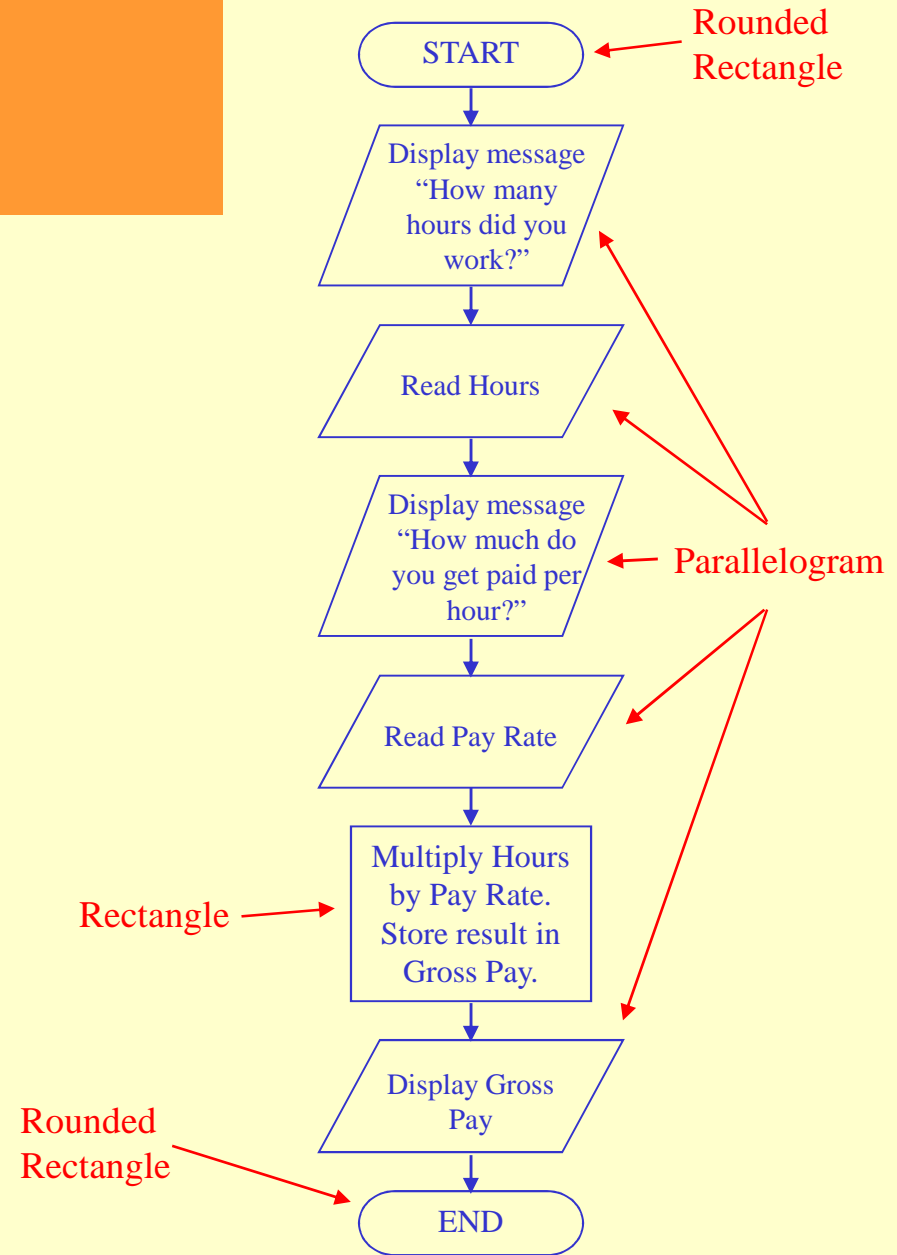 START
Rounded
Rectangle
Display message
“How many
hours did you
work?”
Read Hours
Display message
“How much do
you get paid per
hour?”
Parallelogram
Read Pay Rate
Multiply Hours
by Pay Rate.
Store result in
Gross Pay.
Rectangle
Display Gross
Pay
Rounded
Rectangle
END